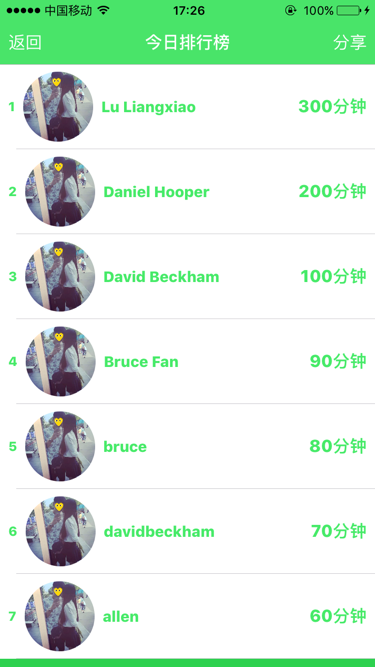 中国移动 17:26 100%
返回 今日排行榜 分享
1 Lu Liangxiao 300分钟
2 Daniel Hooper 200分钟
3 David Beckham 100分钟
4 Bruce Fan 90分钟
5 bruce 80分钟
6 davidbeckham 70分钟
7 allen 60分钟